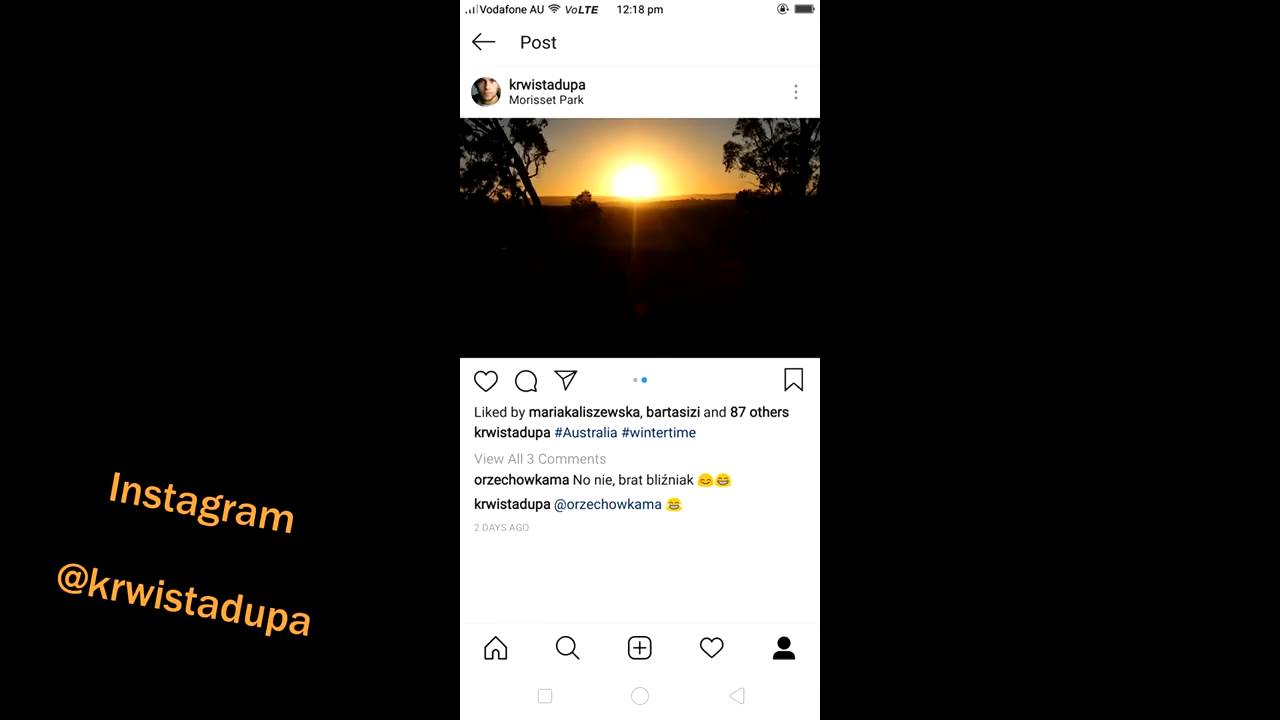 Vodafone AU VoLTE 12:18 pm
Post
krwistadupa
Morisset Park
Liked by mariakaliszewska, bartasizi and 87 others
krwistadupa #Australia #wintertime
View All 3 Comments
orzechowkama No nie, brat bliźniak 😊😂
krwistadupa @orzechowkama 😂
2 DAYS AGO
Instagram
@krwistadupa